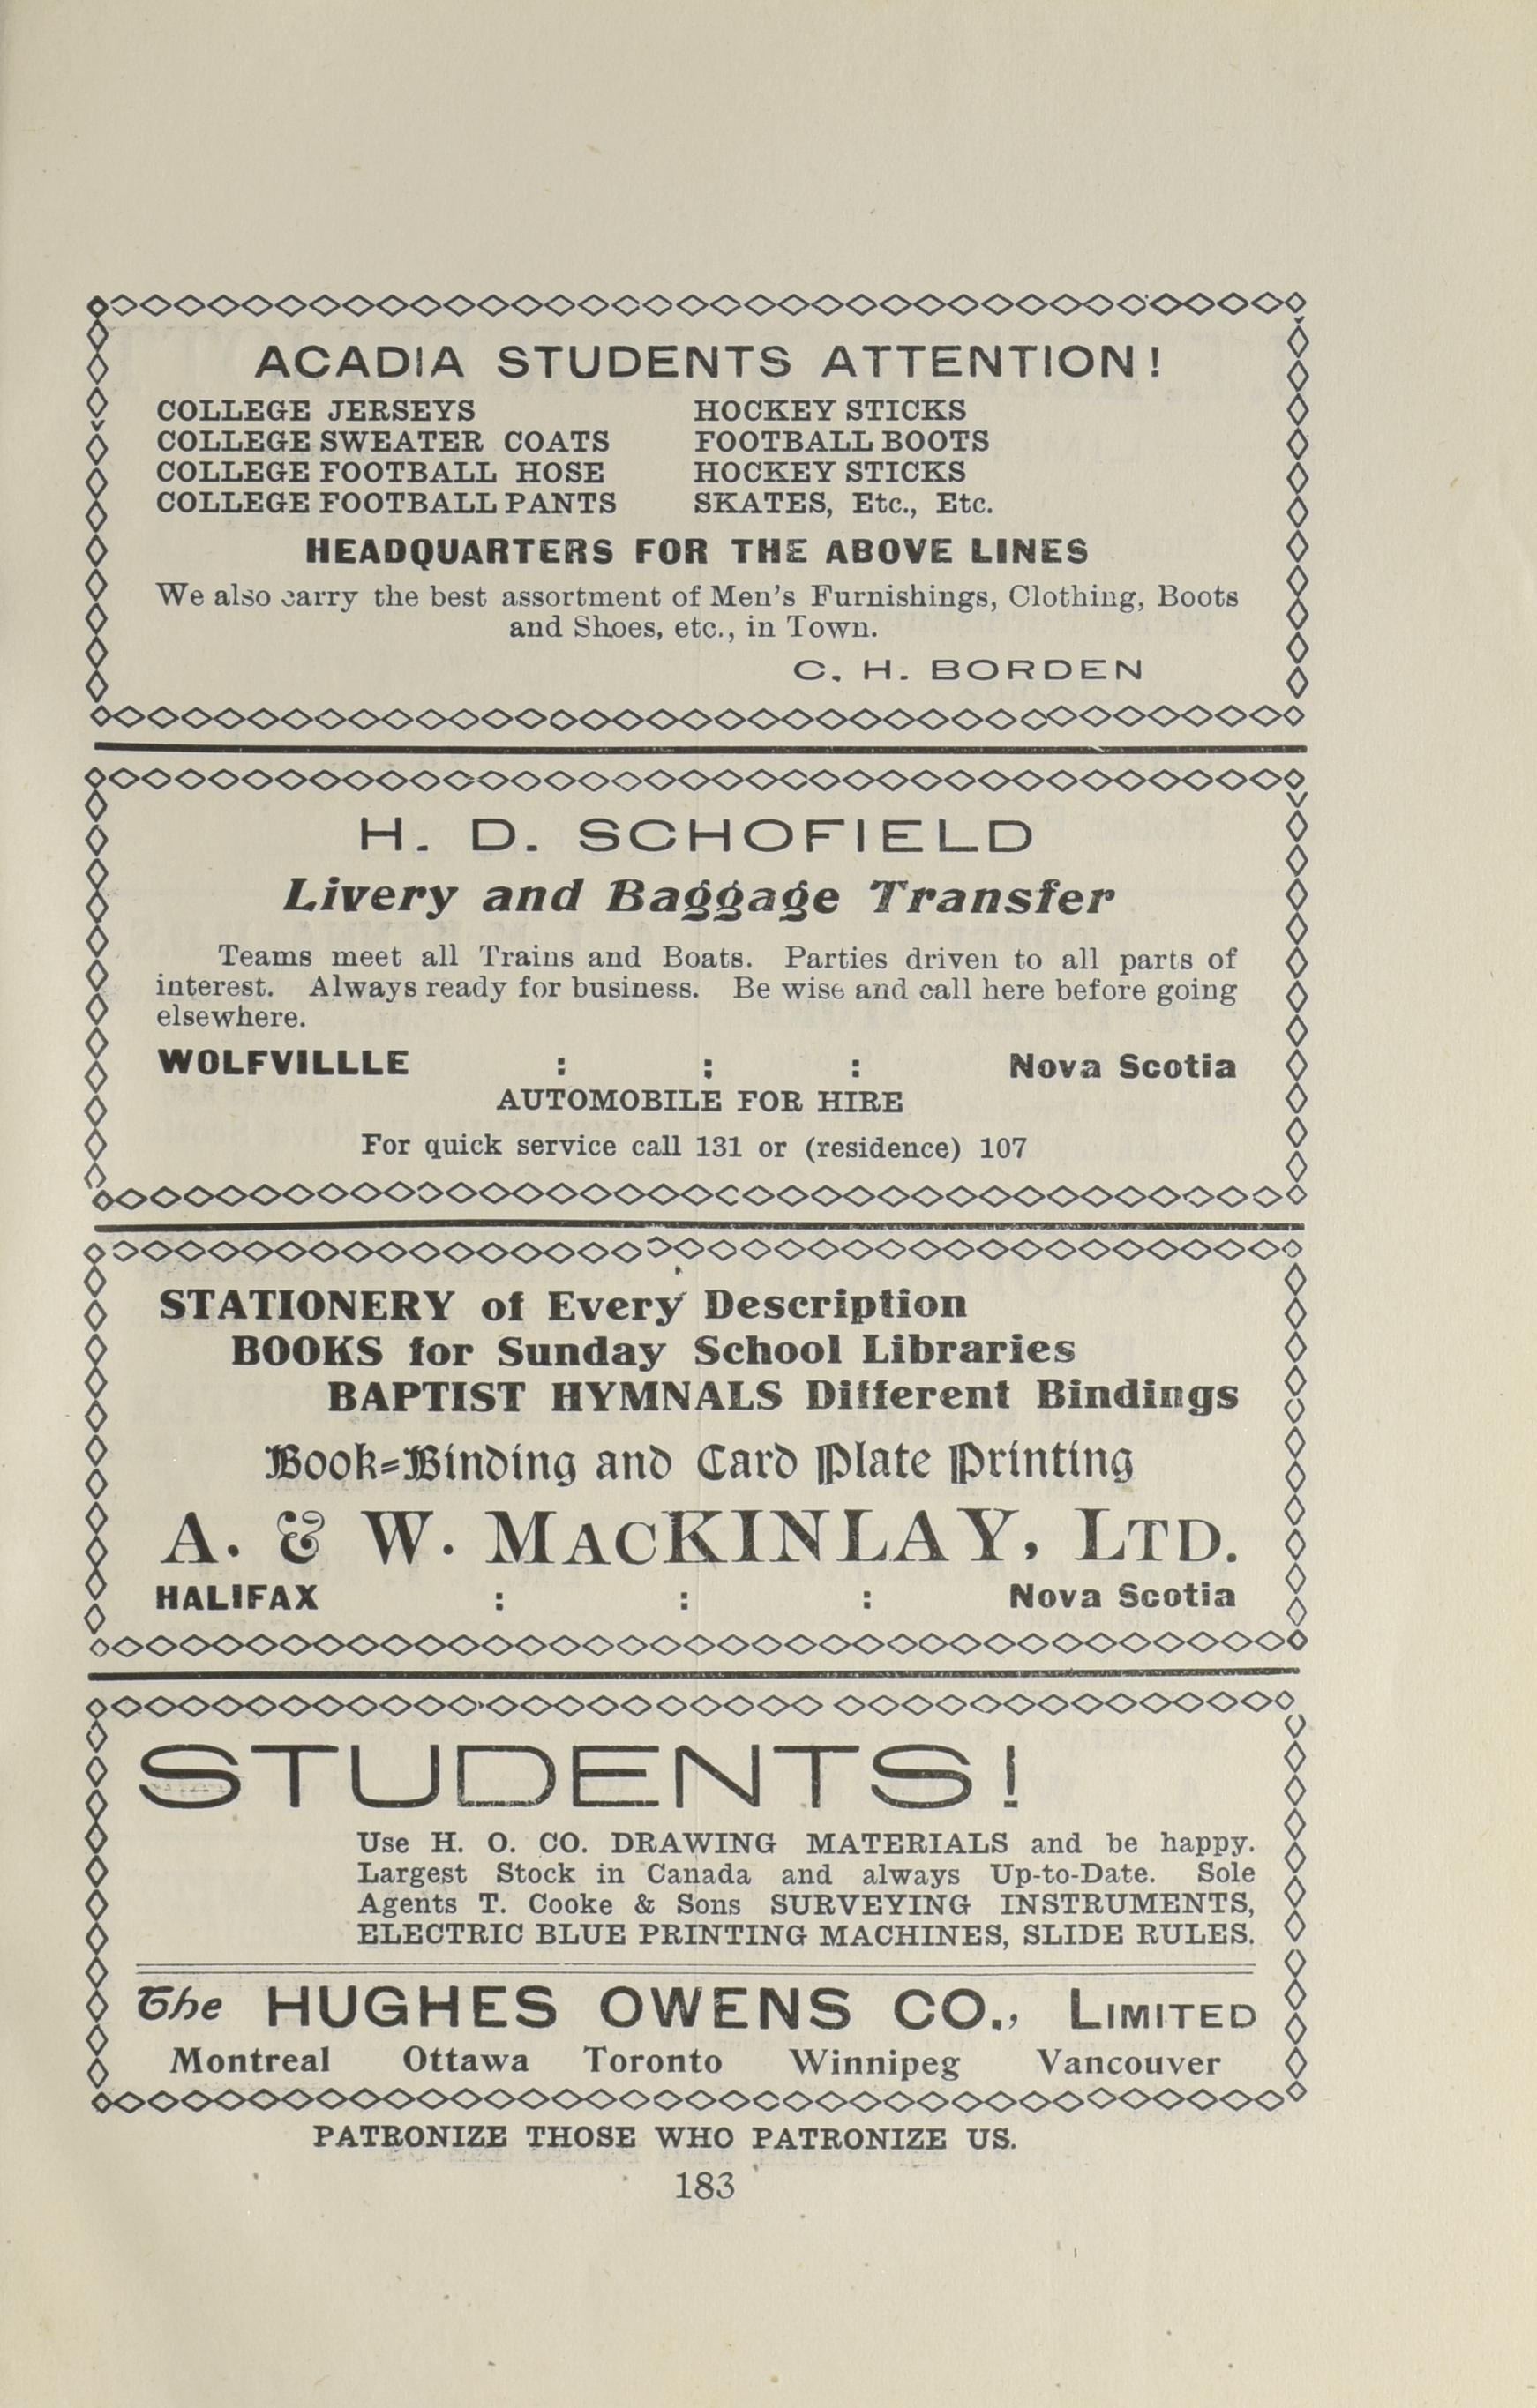 ACADIA STUDENTS ATTENTION!
COLLEGE JERSEYS HOCKEY STICKS
COLLEGE SWEATER COATS FOOTBALL BOOTS
COLLEGE FOOTBALL HOSE HOCKEY STICKS
COLLEGE FOOTBALL PANTS SKATES, Etc., Etc.
HEADQUARTERS FOR THE ABOVE LINES
We also carry the best assortment of Men's Furnishings, Clothing, Boots
and Shoes, etc., in Town.
C. H. BORDEN
H. D. SCHOFIELD
Livery and Baggage Transfer
Teams meet all Trains and Boats. Parties driven to all parts of
interest. Always ready for business. Be wise and call here before going
elsewhere.
WOLFVILLLE : : : Nova Scotia
AUTOMOBILE FOR HIRE
For quick service call 131 or (residence) 107
STATIONERY of Every Description
BOOKS for Sunday School Libraries
BAPTIST HYMNALS Different Bindings
Book-Binding and Card Plate Printing
A. & W. MACKINLAY, LTD.
HALIFAX : : : Nova Scotia
STUDENTS!
Use H. O. CO. DRAWING MATERIALS and be happy.
Largest Stock in Canada and always Up-to-Date. Sole
Agents T. Cooke & Sons SURVEYING INSTRUMENTS,
ELECTRIC BLUE PRINTING MACHINES, SLIDE RULES.
The HUGHES OWENS CO., LIMITED
Montreal Ottawa Toronto Winnipeg Vancouver
PATRONIZE THOSE WHO PATRONIZE US.
183